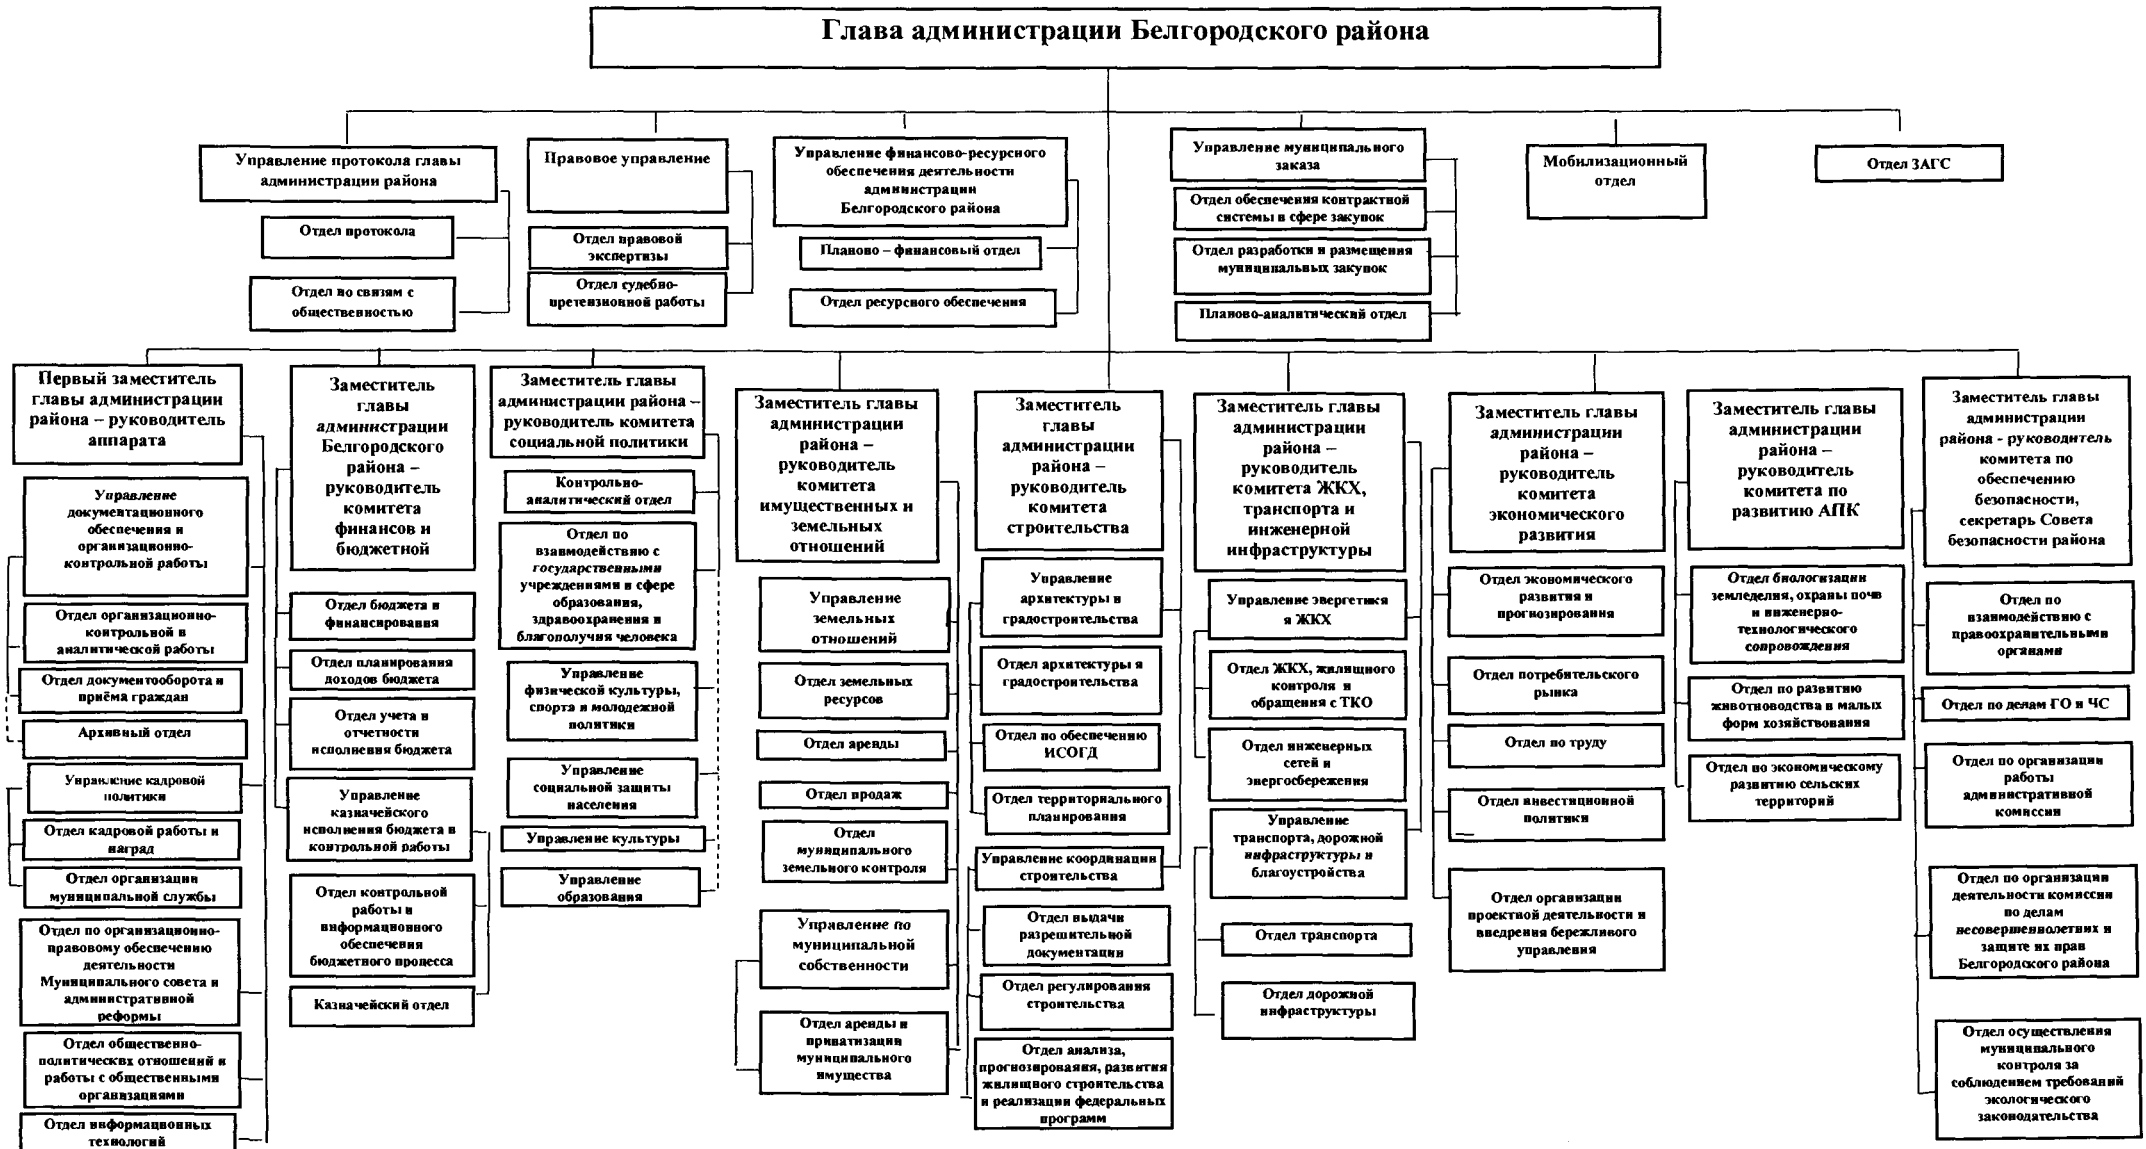 Глава администрации Белгородского района
Управление протокола главы
администрации района
Отдел протокола
Отдел по связям с
общественностью
Правовое управление
Отдел правовой
экспертизы
Отдел судебно-
претензионной работы
Управление финансово-ресурсного
обеспечения деятельности
администрации
Белгородского района
Планово – финансовый отдел
Отдел ресурсного обеспечения
Управление муниципального
заказа
Отдел обеспечения контрактной
системы в сфере закупок
Отдел разработки и размещения
муниципальных закупок
Планово-аналитический отдел
Мобилизационный
отдел
Отдел ЗАГС
Первый заместитель
главы администрации
района – руководитель
аппарата
Управление
документационного
обеспечения и
организационно-
контрольной работы
Отдел организационно-
контрольной и
аналитической работы
Отдел документооборота и
приёма граждан
Архивный отдел
Управление кадровой
политики
Отдел кадровой работы и
наград
Отдел организации
муниципальной службы
Отдел по организационно-
правовому обеспечению
деятельности
Муниципального совета и
административной
реформы
Отдел общественно-
политическвх отношений и
работы с общественными
организациями
Отдел информационных
технологий
Заместитель
главы
администрации
Белгородского
района –
руководитель
комитета
финансов и
бюджетной
Отдел бюджета и
финансирования
Отдел планирования
доходов бюджета
Отдел учета и
отчетности
исполнения бюджета
Управление
казначейского
исполнения бюджета и
контрольной работы
Отдел контрольной
работы и
информационного
обеспечения
бюджетного процесса
Казначейский отдел
Заместитель главы
администрации района –
руководитель комитета
социальной политики
Контрольно-
аналитический отдел
Отдел по
взаимодействию с
государственными
учреждениями в сфере
образования,
здравоохранения и
благополучия человека
Управление
физической культуры,
спорта и молодежной
политики
Управление
социальной защиты
населения
Управление культуры
Управление
образования
Заместитель главы
администрации
района –
руководитель
комитета
имущественных и
земельных
отношений
Управление
земельных
отношений
Отдел земельных
ресурсов
Отдел аренды
Отдел продаж
Отдел
муниципального
земельного контроля
Управление по
муниципальной
собственности
Отдел аренды и
приватизации
муниципального
имущества
Заместитель
главы
администрации
района –
руководитель
комитета
строительства
Управление
архитектуры и
градостроительства
Отдел архитектуры и
градостроительства
Отдел по обеспечению
ИСОГД
Отдел территориального
планирования
Управление координации
строительства
Отдел выдачи
разрешительной
документации
Отдел регулирования
строительства
Отдел анализа,
прогнозирования, развития
жилищного строительства
и реализации федеральных
программ
Заместитель главы
администрации
района –
руководитель
комитета ЖКХ,
транспорта и
инженерной
инфраструктуры
Управление энергетики
и ЖКХ
Отдел ЖКХ, жилищного
контроля и
обращения с ТКО
Отдел инженерных
сетей и
энергосбережения
Управление
транспорта, дорожной
инфраструктуры и
благоустройства
Отдел транспорта
Отдел дорожной
инфраструктуры
Заместитель главы
администрации
района –
руководитель
комитета
экономического
развития
Отдел экономического
развития и
прогнозирования
Отдел потребительского
рынка
Отдел по труду
Отдел инвестиционной
политики
Отдел организации
проектной деятельности и
внедрения бережливого
управления
Заместитель главы
администрации
района –
руководитель
комитета по
развитию АПК
Отдел биологизации
земледелия, охраны почв
и инженерно-
технологического
сопровождения
Отдел по развитию
животноводства в малых
форм хозяйствования
Отдел по экономическому
развитию сельских
территорий
Заместитель главы
администрации
района - руководитель
комитета по
обеспечению
безопасности,
секретарь Совета
безопасности района
Отдел по
взаимодействию с
правоохранительными
органами
Отдел по делам ГО и ЧС
Отдел по организации
работы
административной
комиссии
Отдел по организации
деятельности комиссии
по делам
несовершеннолетних и
защите их прав
Белгородского района
Отдел осуществления
муниципального
контроля за
соблюдением требований
экологического
законодательства